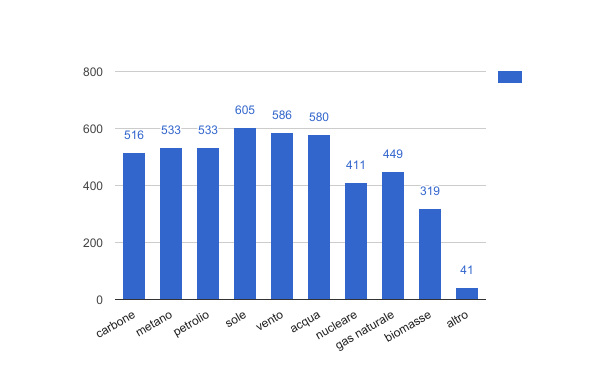 800
600
400
200
0
516
533
533
605
586
580
411
449
319
41
carbone
metano
petrolio
sole
vento
acqua
nucleare
gas naturale
biomasse
altro